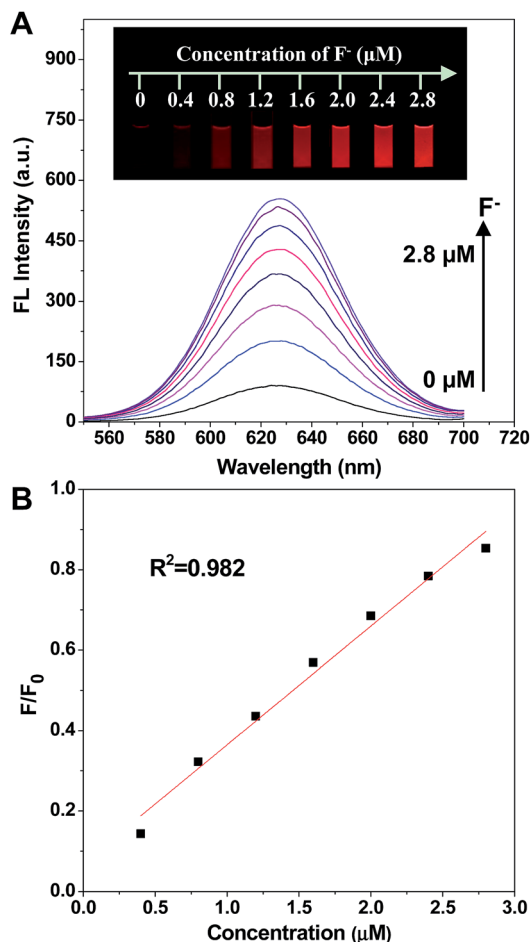 A
Concentration of F⁻ (μM)
0 0.4 0.8 1.2 1.6 2.0 2.4 2.8
900
750
600
450
300
150
0
FL Intensity (a.u.)
F⁻
2.8 μM
0 μM
560 580 600 620 640 660 680 700 720
Wavelength (nm)
B
R²=0.982
1.0
0.8
0.6
0.4
0.2
0.0
F/F₀
0.0 0.5 1.0 1.5 2.0 2.5 3.0
Concentration (μM)